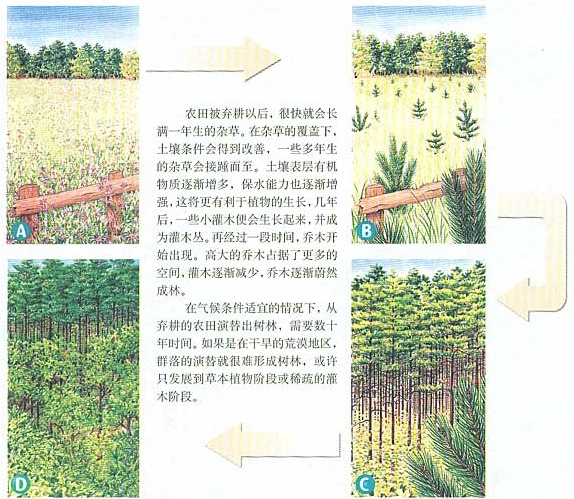 A
B
农田被弃耕以后，很快就会长
满一年生的杂草。在杂草的覆盖下，
土壤条件会得到改善，一些多年生
的杂草会接踵而至。土壤表层有机
物质逐渐增多，保水能力也逐渐增
强，这将更有利于植物的生长，几年
后，一些小灌木便会生长起来，并成
为灌木丛。再经过一段时间，乔木开
始出现。高大的乔木占据了更多的
空间，灌木逐渐减少，乔木逐渐蔚然
成林。
在气候条件适宜的情况下，从
弃耕的农田演替出树林，需要数十
年时间。如果是在干旱的荒漠地区，
群落的演替就很难形成树林，或许
只发展到草本植物阶段或稀疏的灌
木阶段。
D
C